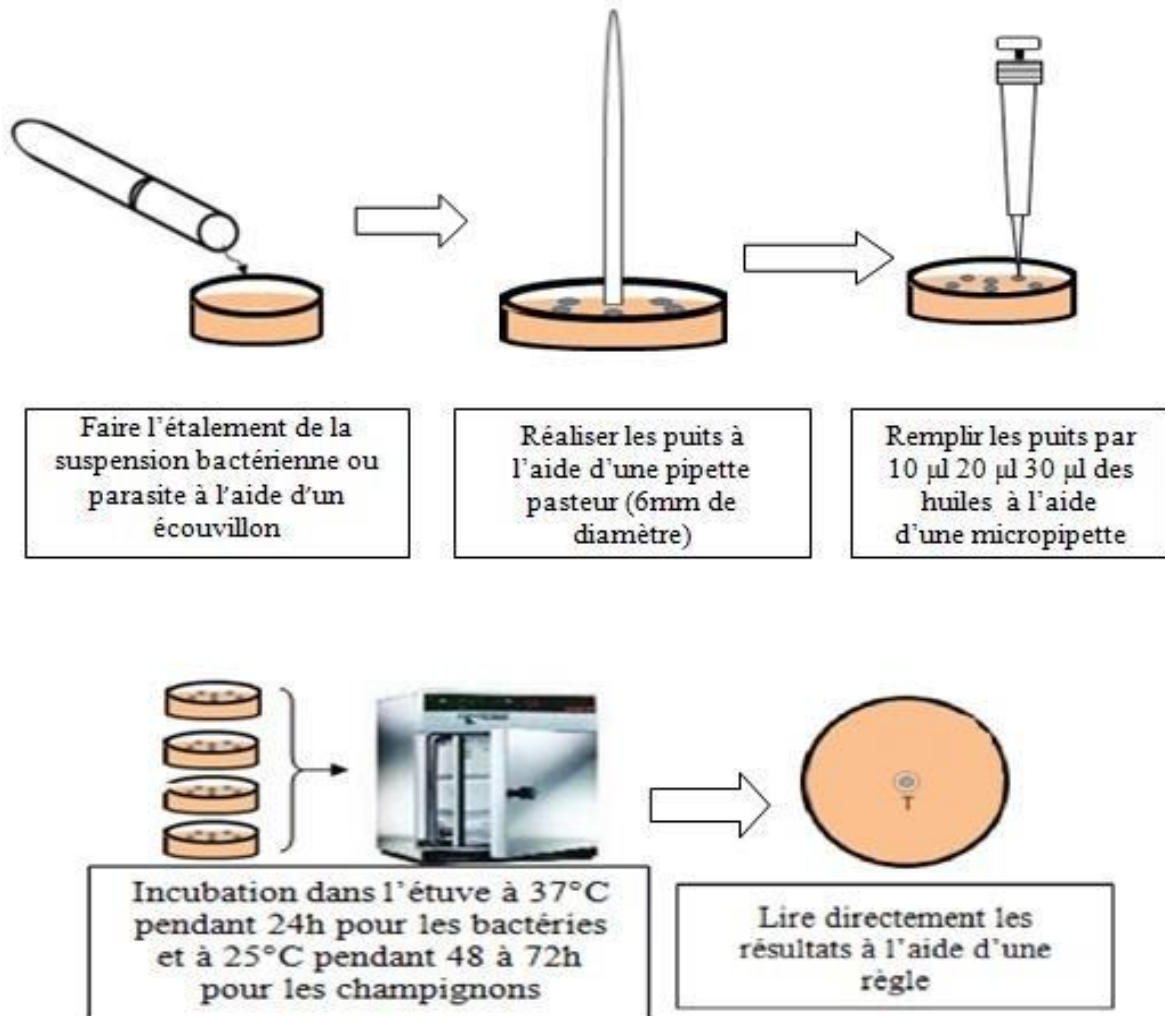 Faire l'étalement de la
suspension bactérienne ou
parasite à l'aide d'un
écouvillon
Réaliser les puits à
l'aide d'une pipette
pasteur (6mm de
diamètre)
Remplir les puits par
10 µl 20 µl 30 µl des
huiles à l'aide
d'une micropipette
T
Incubation dans l'étuve à 37°C
pendant 24h pour les bactéries
et à 25°C pendant 48 à 72h
pour les champignons
Lire directement les
résultats à l'aide d'une
règle